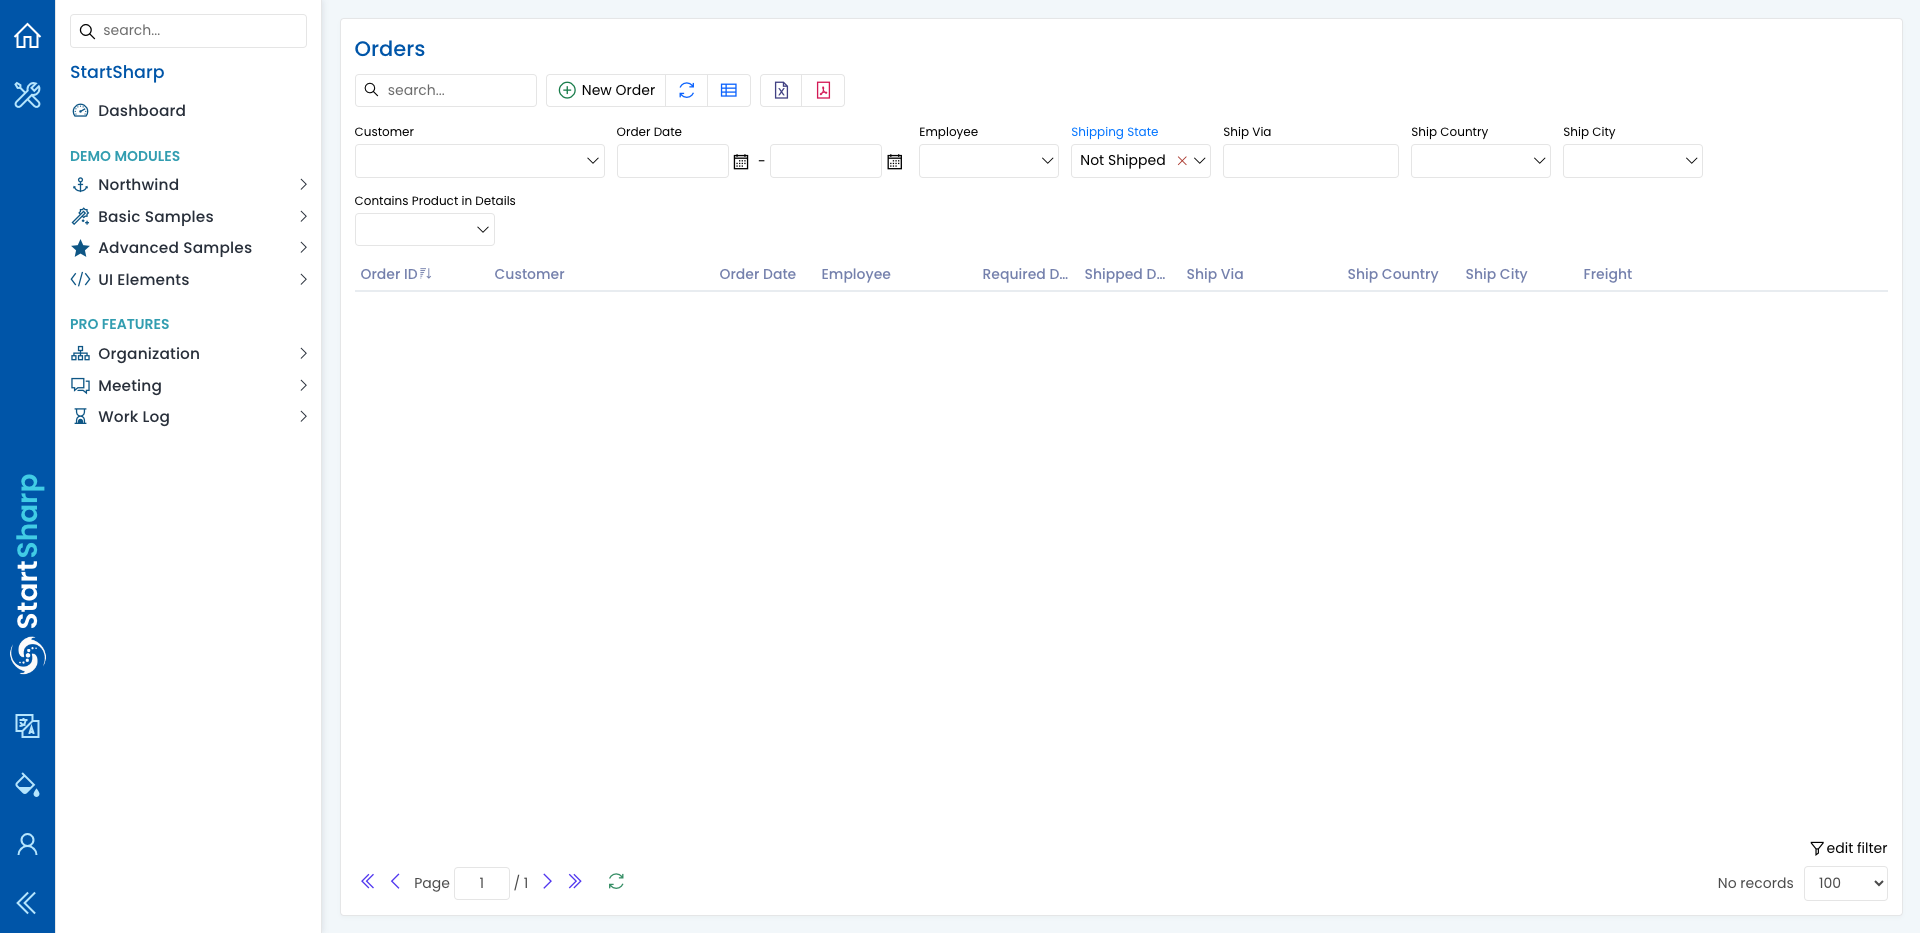 search...
StartSharp
Dashboard
DEMO MODULES
Northwind
Basic Samples
Advanced Samples
UI Elements
PRO FEATURES
Organization
Meeting
Work Log
StartSharp
Orders
search...
New Order
Customer
Order Date
Employee
Shipping State
Ship Via
Ship Country
Ship City
-
Not Shipped
Contains Product in Details
Order ID Customer Order Date Employee Required D... Shipped D... Ship Via Ship Country Ship City Freight
edit filter
Page 1 / 1
No records 100